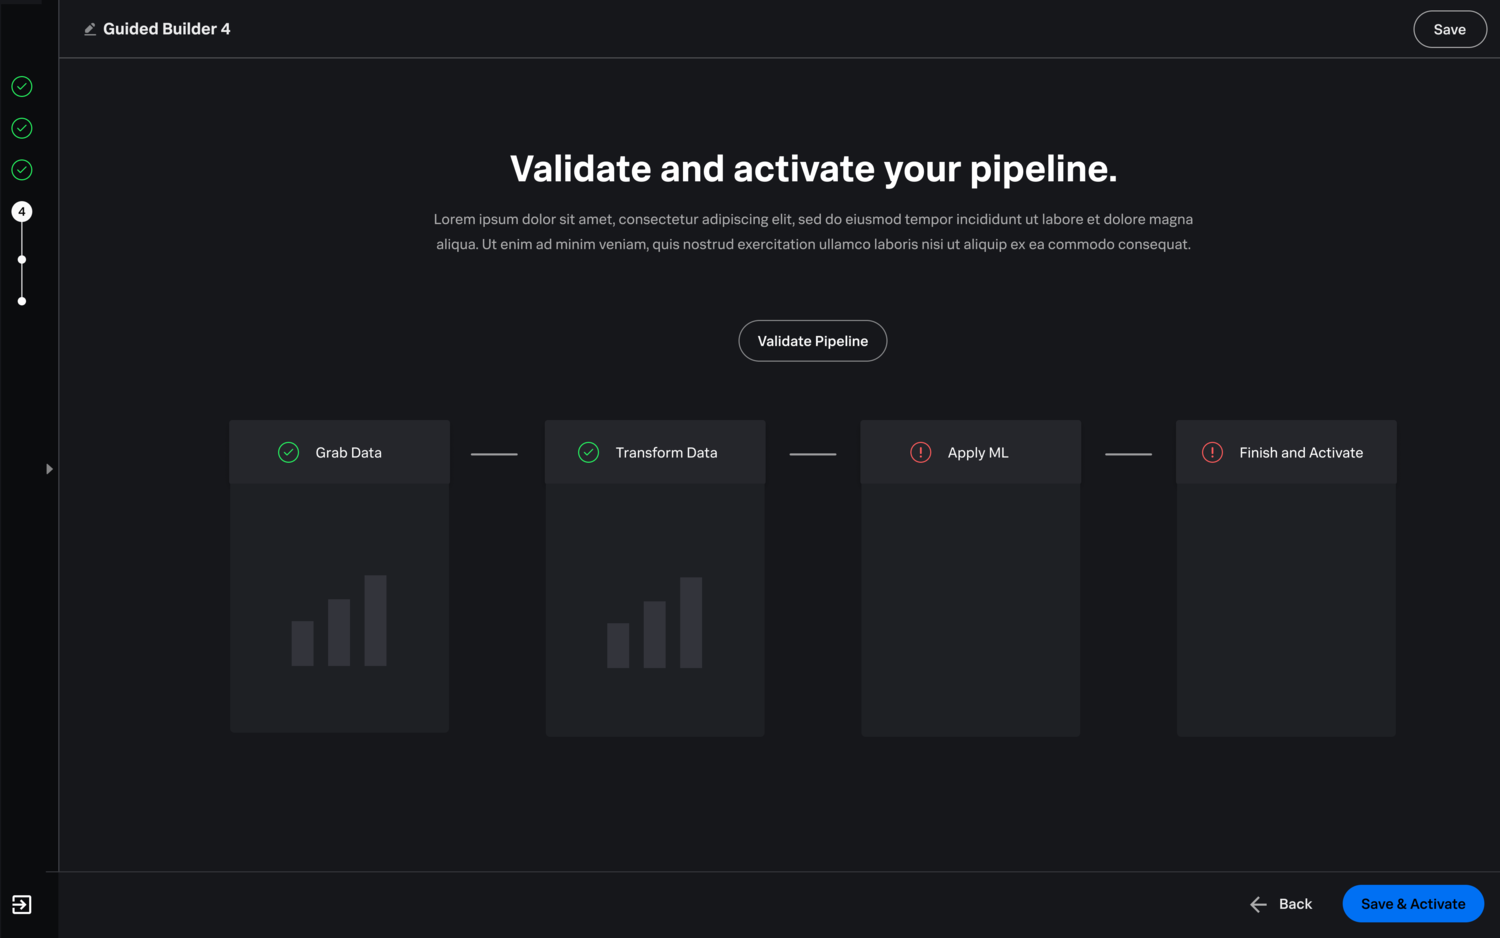 Guided Builder 4
Save
4
Validate and activate your pipeline.
Lorem ipsum dolor sit amet, consectetur adipiscing elit, sed do eiusmod tempor incididunt ut labore et dolore magna
aliqua. Ut enim ad minim veniam, quis nostrud exercitation ullamco laboris nisi ut aliquip ex ea commodo consequat.
Validate Pipeline
Grab Data
Transform Data
Apply ML
Finish and Activate
Back
Save & Activate